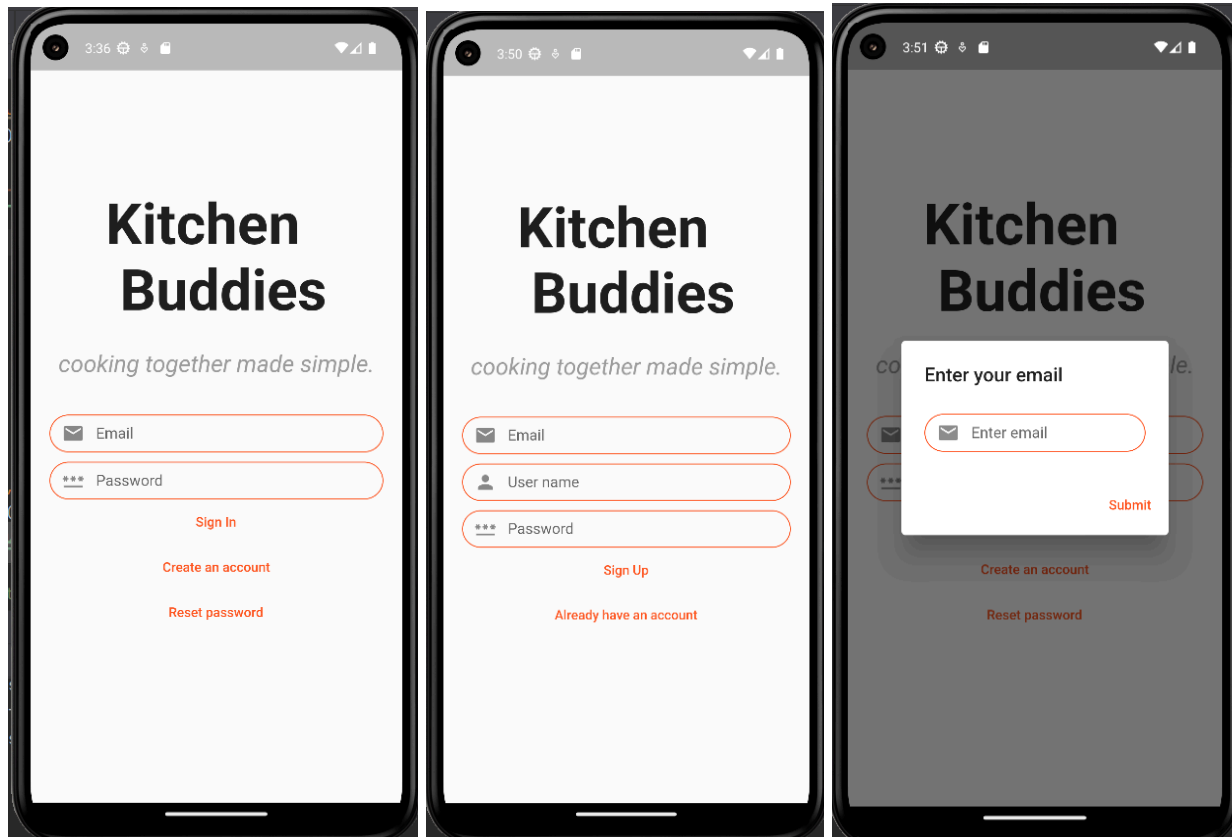 3:36
Kitchen
Buddies
cooking together made simple.
Email
*** Password
Sign In
Create an account
Reset password
3:50
Kitchen
Buddies
cooking together made simple.
Email
User name
*** Password
Sign Up
Already have an account
3:51
Kitchen
Buddies
co
le.
Enter your email
Enter email
Submit
***
Create an account
Reset password